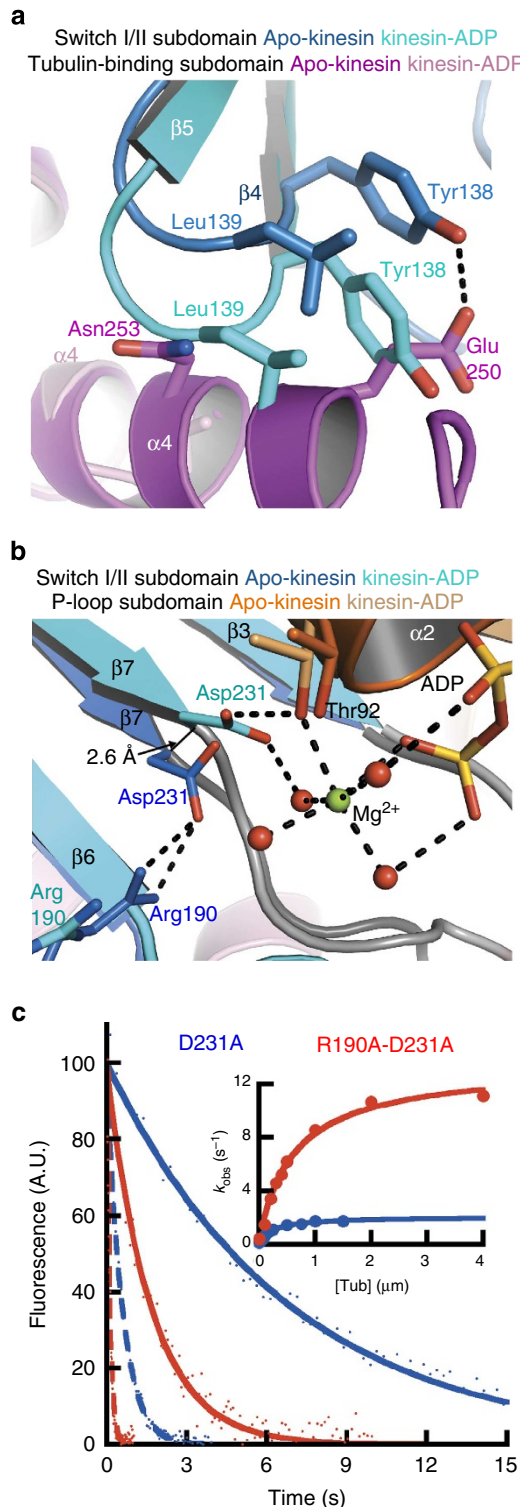 a
Switch I/II subdomain Apo-kinesin kinesin-ADP
Tubulin-binding subdomain Apo-kinesin kinesin-ADP
β5
β4
Tyr138
Leu139
Tyr138
Leu139
Asn253
Glu
250
α4
α4
b
Switch I/II subdomain Apo-kinesin kinesin-ADP
P-loop subdomain Apo-kinesin kinesin-ADP
β3
α2
β7
Asp231
ADP
β7
Thr92
2.6 Å
Mg²⁺
Asp231
β6
Arg
190
Arg190
c
D231A
R190A-D231A
100
80
60
40
20
0
Fluorescence (A.U.)
12
8
4
0
kobs (s⁻¹)
0 1 2 3 4
[Tub] (μm)
0 3 6 9 12 15
Time (s)